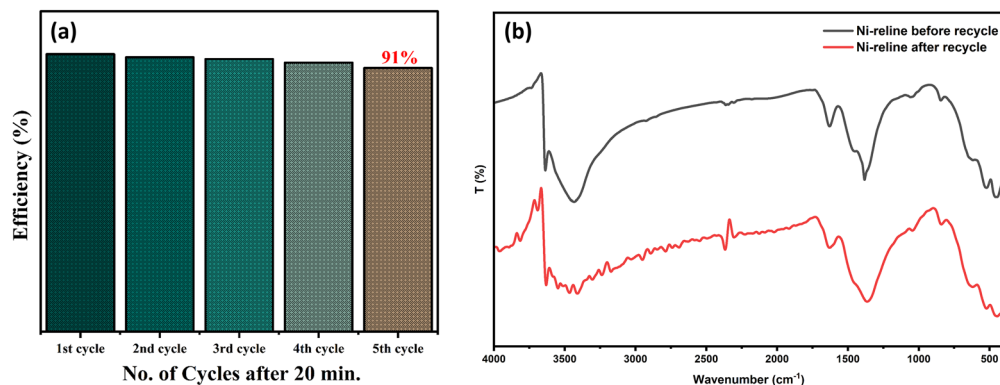 (a)
91%
Efficiency (%)
1st cycle 2nd cycle 3rd cycle 4th cycle 5th cycle
No. of Cycles after 20 min.
(b)
Ni-reline before recycle
Ni-reline after recycle
T (%)
4000 3500 3000 2500 2000 1500 1000 500
Wavenumber (cm⁻¹)